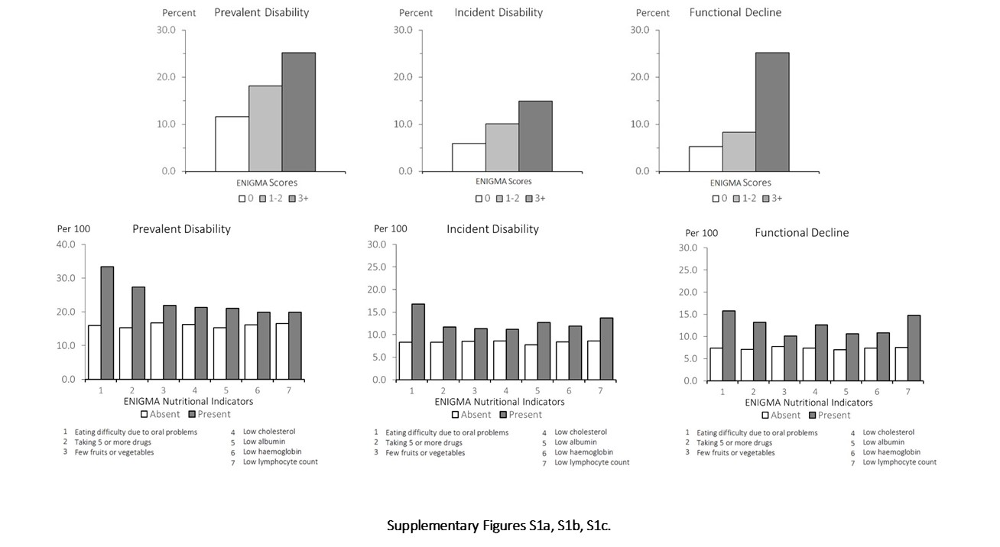 Percent Prevalent Disability
30.0
20.0
10.0
0.0
ENIGMA Scores
0 1-2 3+
Percent Incident Disability
30.0
20.0
10.0
0.0
ENIGMA Scores
0 1-2 3+
Percent Functional Decline
30.0
20.0
10.0
0.0
ENIGMA Scores
0 1-2 3+
Per 100 Prevalent Disability
40.0
30.0
20.0
10.0
0.0
1 2 3 4 5 6 7
ENIGMA Nutritional Indicators
Absent Present
1 Eating difficulty due to oral problems
2 Taking 5 or more drugs
3 Few fruits or vegetables
4 Low cholesterol
5 Low albumin
6 Low haemoglobin
7 Low lymphocyte count
Per 100 Incident Disability
30.0
25.0
20.0
15.0
10.0
5.0
0.0
1 2 3 4 5 6 7
ENIGMA Nutritional Indicators
Absent Present
1 Eating difficulty due to oral problems
2 Taking 5 or more drugs
3 Few fruits or vegetables
4 Low cholesterol
5 Low albumin
6 Low haemoglobin
7 Low lymphocyte count
Per 100 Functional Decline
30.0
25.0
20.0
15.0
10.0
5.0
0.0
1 2 3 4 5 6 7
ENIGMA Nutritional Indicators
Absent Present
1 Eating difficulty due to oral problems
2 Taking 5 or more drugs
3 Few fruits or vegetables
4 Low cholesterol
5 Low albumin
6 Low haemoglobin
7 Low lymphocyte count
Supplementary Figures S1a, S1b, S1c.